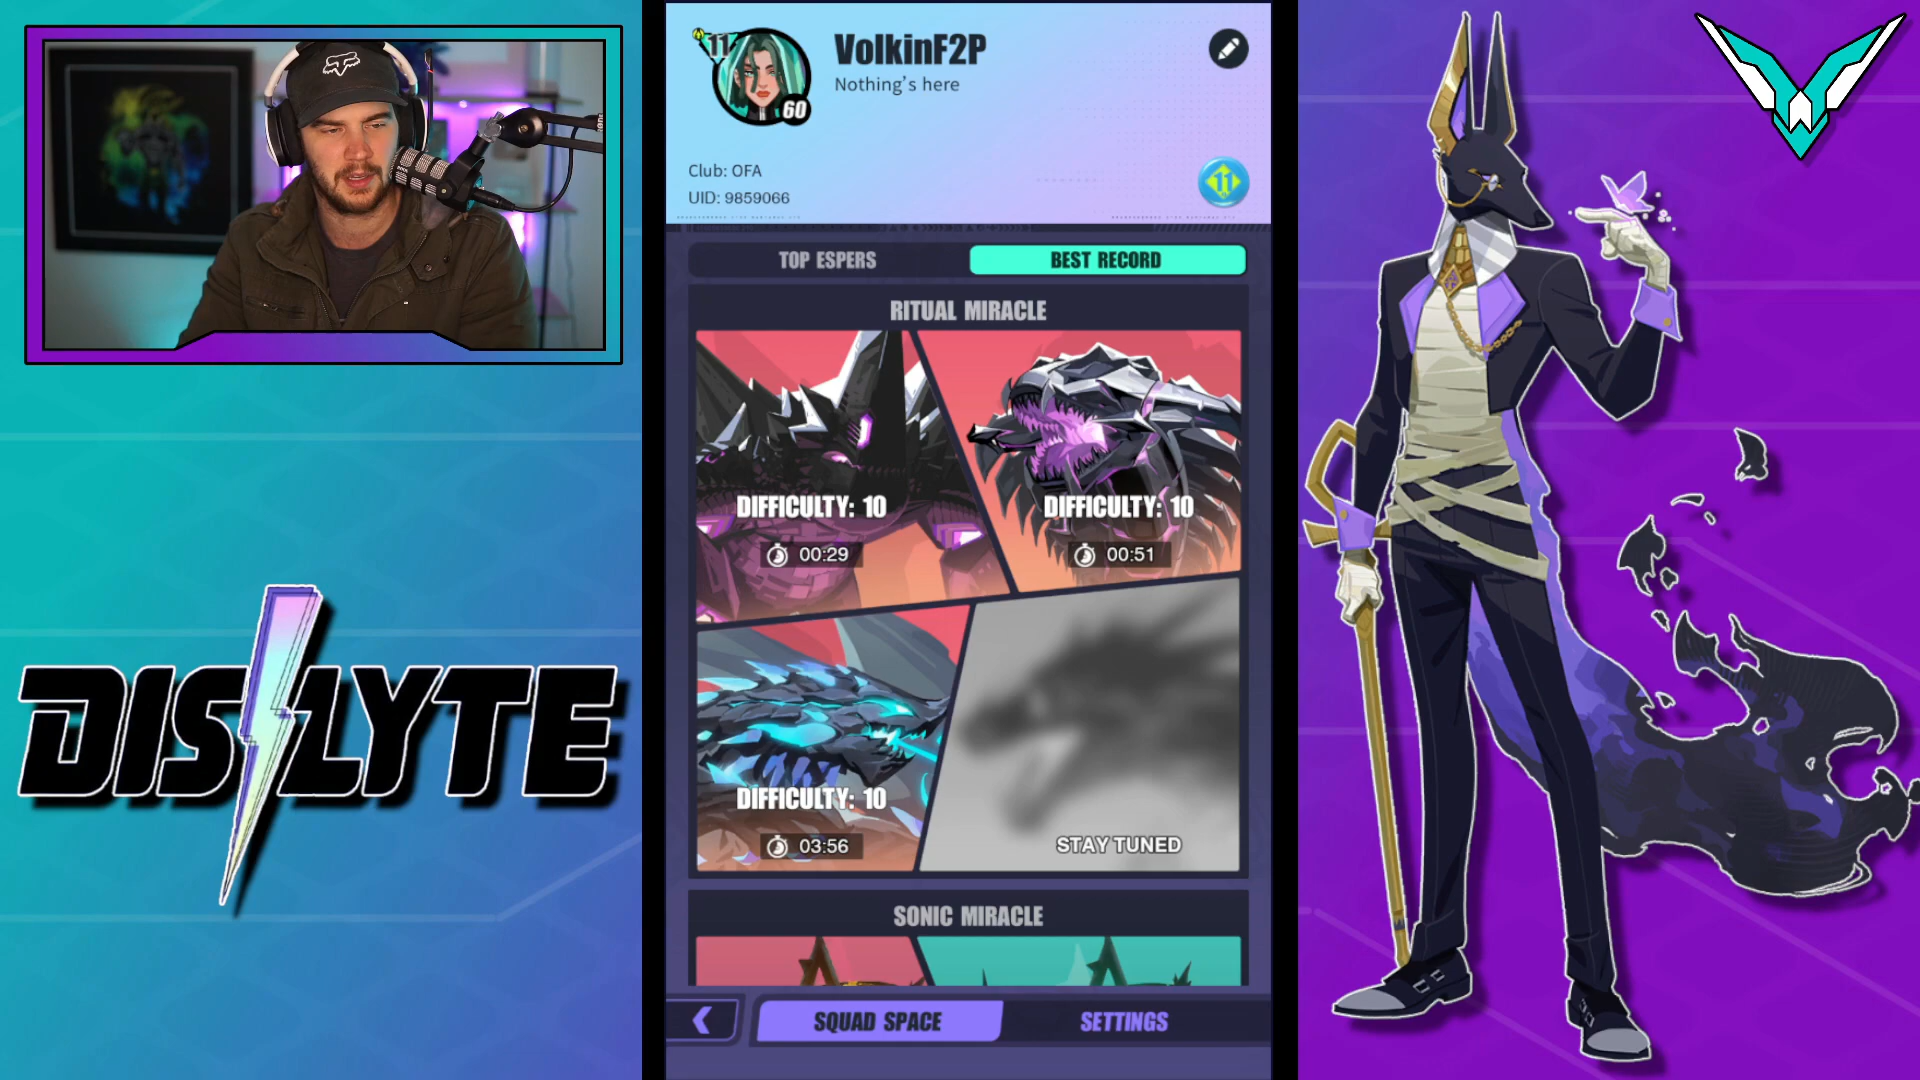 11
VolkinF2P
Nothing's here
60
Club: OFA
UID: 9859066
11
TOP ESPERS
BEST RECORD
RITUAL MIRACLE
DIFFICULTY: 10
00:29
DIFFICULTY: 10
00:51
DIFFICULTY: 10
03:56
STAY TUNED
SONIC MIRACLE
SQUAD SPACE
SETTINGS
DISLYTE